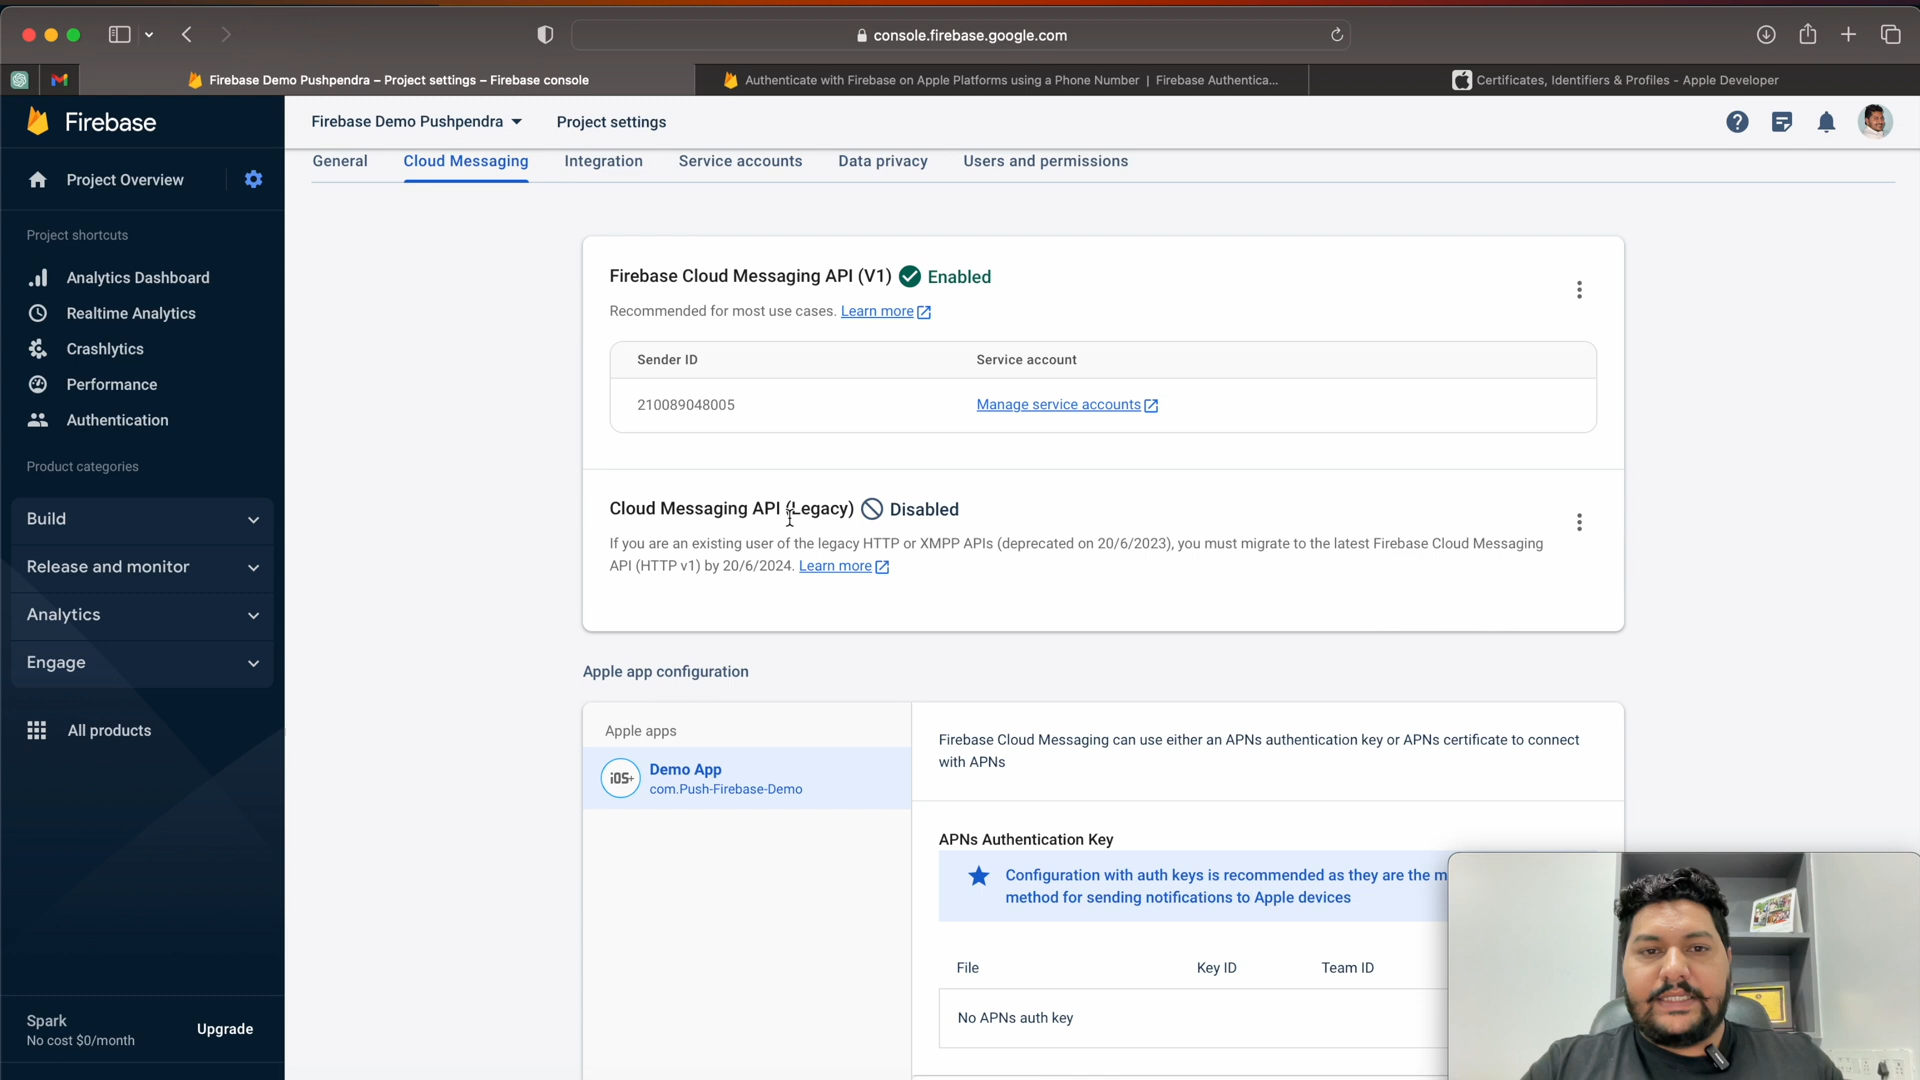 console.firebase.google.com
Firebase Demo Pushpendra – Project settings – Firebase console
Authenticate with Firebase on Apple Platforms using a Phone Number | Firebase Authentica...
Certificates, Identifiers & Profiles - Apple Developer
Firebase
Firebase Demo Pushpendra
Project settings
General
Cloud Messaging
Integration
Service accounts
Data privacy
Users and permissions
Project Overview
Project shortcuts
Analytics Dashboard
Realtime Analytics
Crashlytics
Performance
Authentication
Product categories
Build
Release and monitor
Analytics
Engage
All products
Spark
No cost $0/month
Upgrade
Firebase Cloud Messaging API (V1) Enabled
Recommended for most use cases. Learn more
Sender ID
Service account
210089048005
Manage service accounts
Cloud Messaging API (Legacy) Disabled
If you are an existing user of the legacy HTTP or XMPP APIs (deprecated on 20/6/2023), you must migrate to the latest Firebase Cloud Messaging
API (HTTP v1) by 20/6/2024. Learn more
Apple app configuration
Apple apps
iOS+
Demo App
com.Push-Firebase-Demo
Firebase Cloud Messaging can use either an APNs authentication key or APNs certificate to connect
with APNs
APNs Authentication Key
Configuration with auth keys is recommended as they are the m
method for sending notifications to Apple devices
File
Key ID
Team ID
No APNs auth key